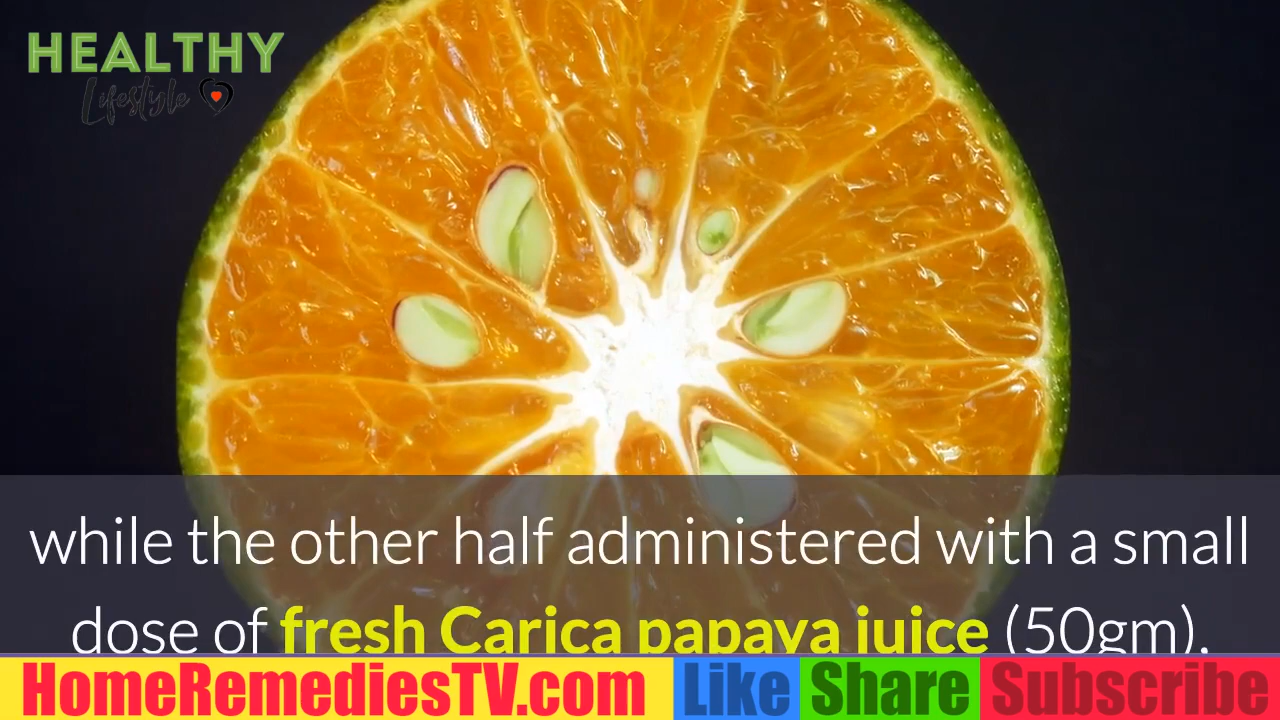 HEALTHY
Lifestyle
while the other half administered with a small
dose of fresh Carica papaya juice (50gm),
HomeRemediesTV.com Like Share Subscribe